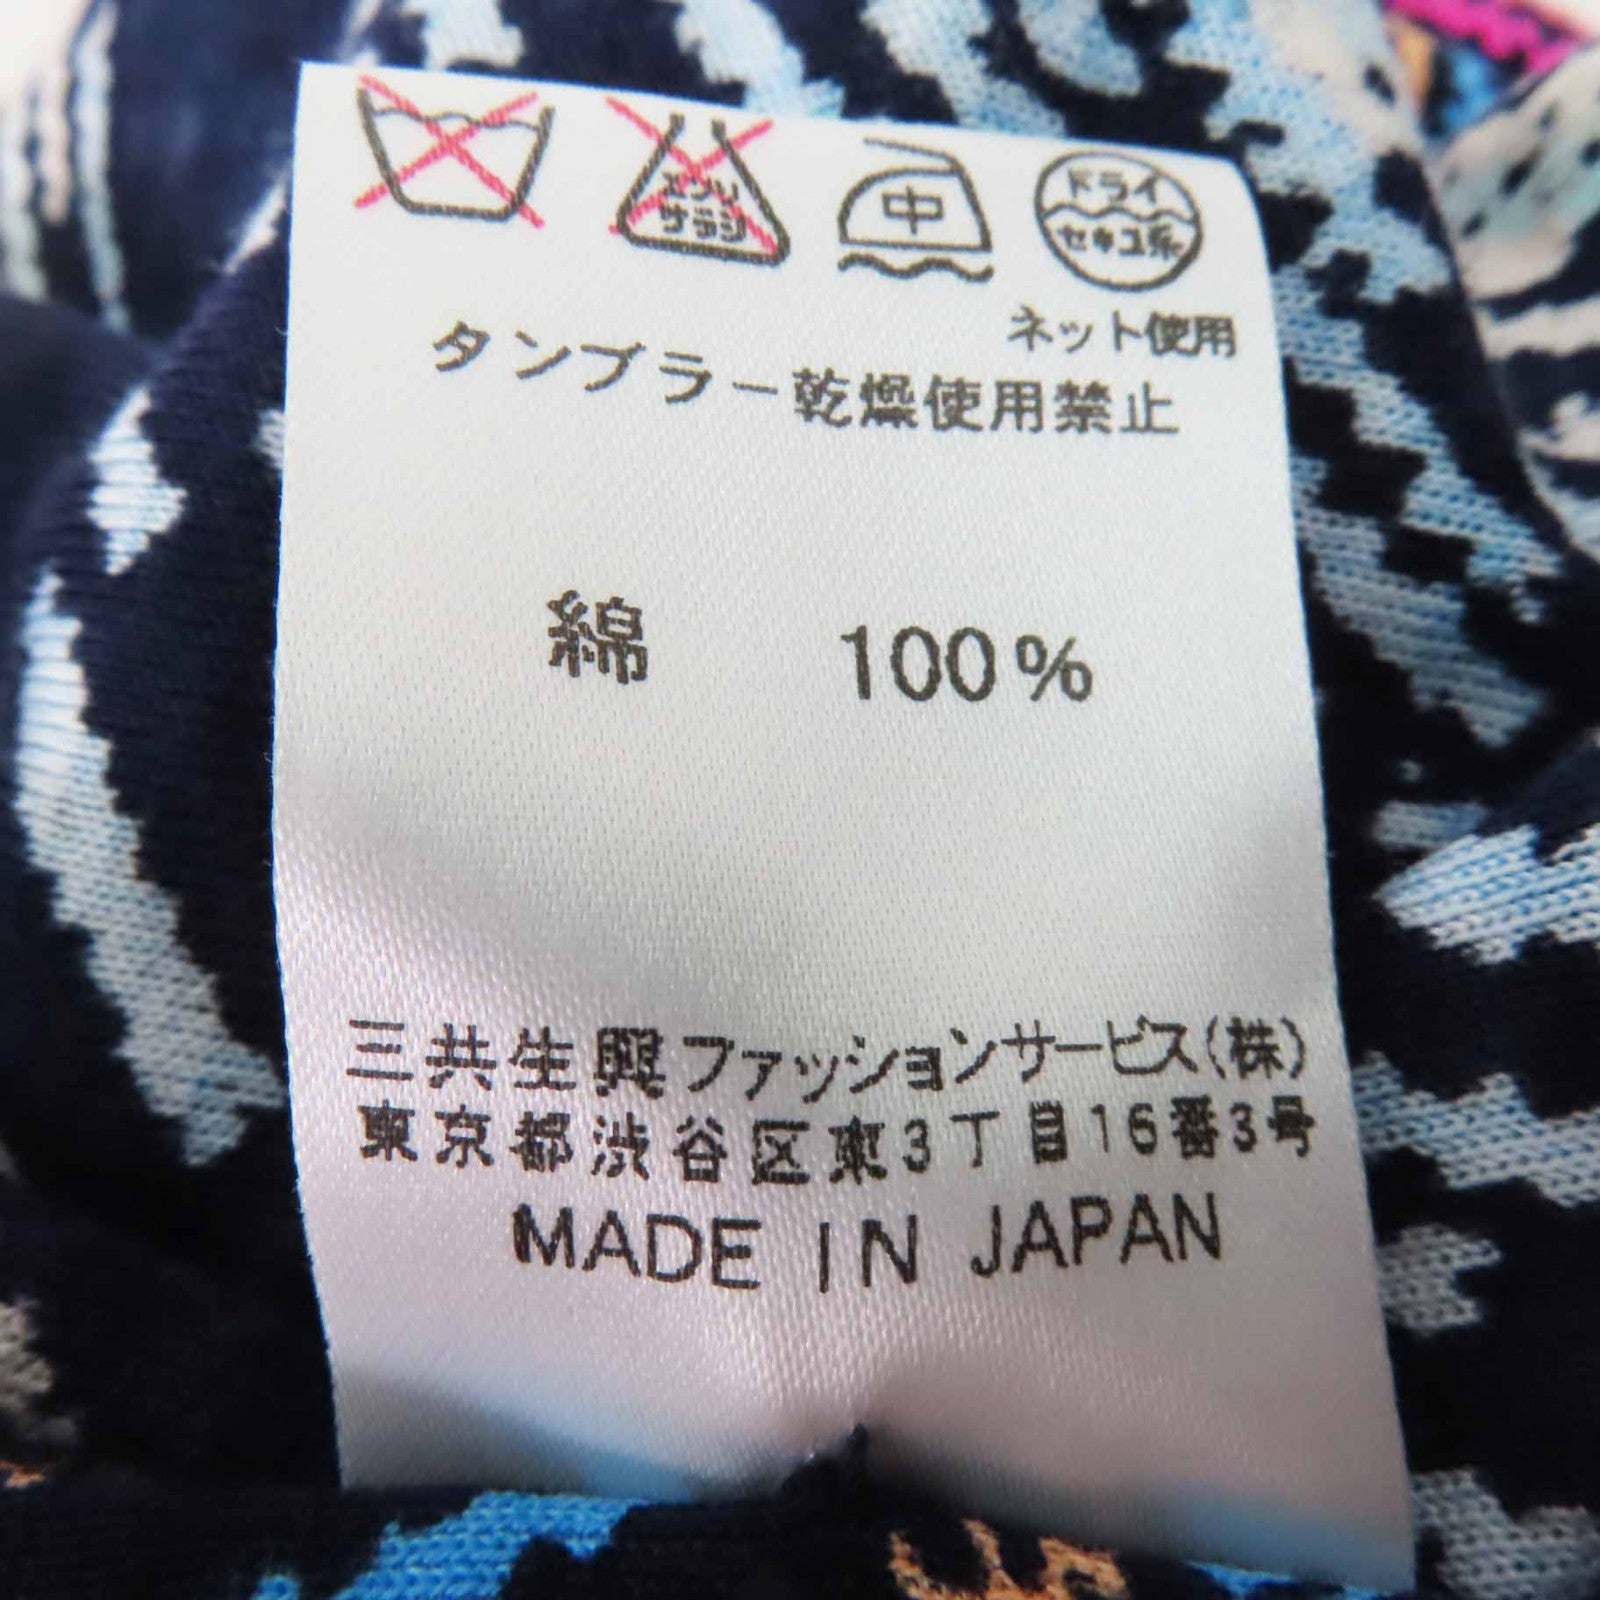 エンソ
サラシ
中
ドライ
セキユ系
ネット使用
タンブラー乾燥使用禁止
綿 100%
三共生興ファッションサービス(株)
東京都渋谷区東3丁目16番3号
MADE IN JAPAN